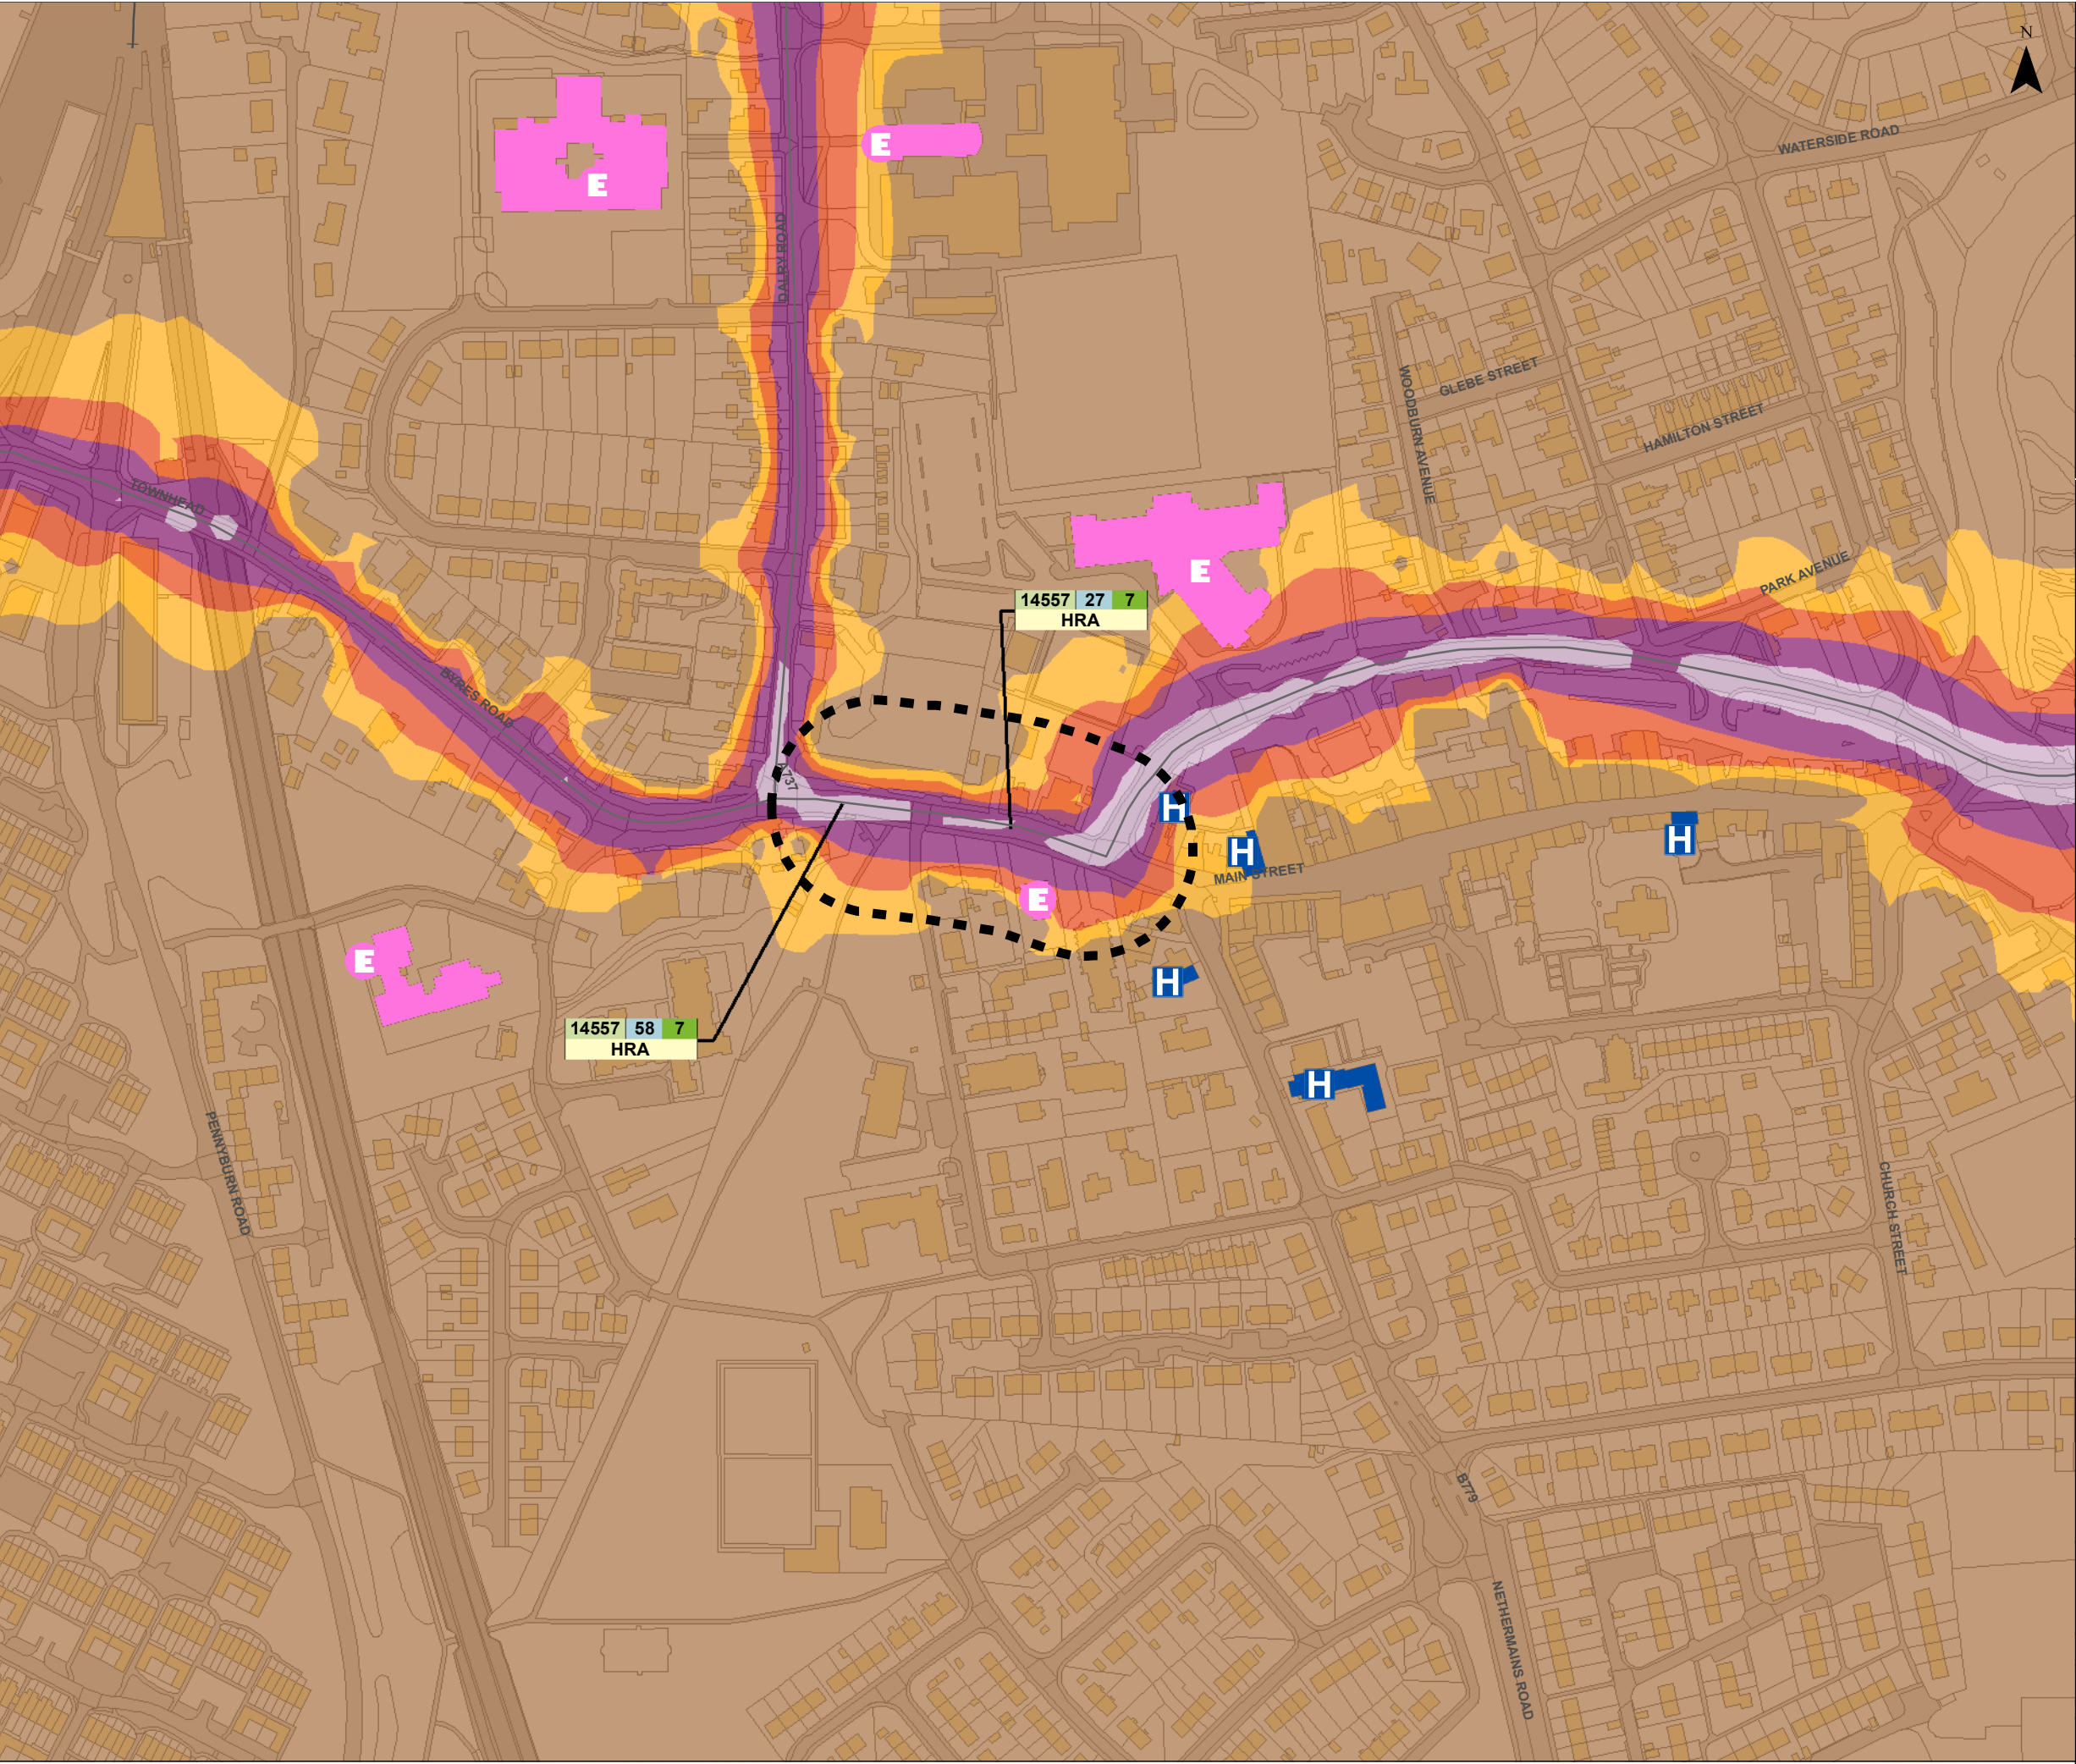 N
WATERSIDE ROAD
E
E
DALRY ROAD
GLEBE STREET
WOODBURN AVENUE
HAMILTON STREET
TOWNHEAD
E
PARK AVENUE
14557 27 7
HRA
BYRES ROAD
A737
H
H
H
MAIN STREET
E
E
H
14557 58 7
HRA
H
PENNYBURN ROAD
CHURCH STREET
B779
NETHERMAINS ROAD